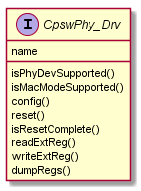 I CpswPhy_Drv
name
isPhyDevSupported()
isMacModeSupported()
config()
reset()
isResetComplete()
readExtReg()
writeExtReg()
dumpRegs()